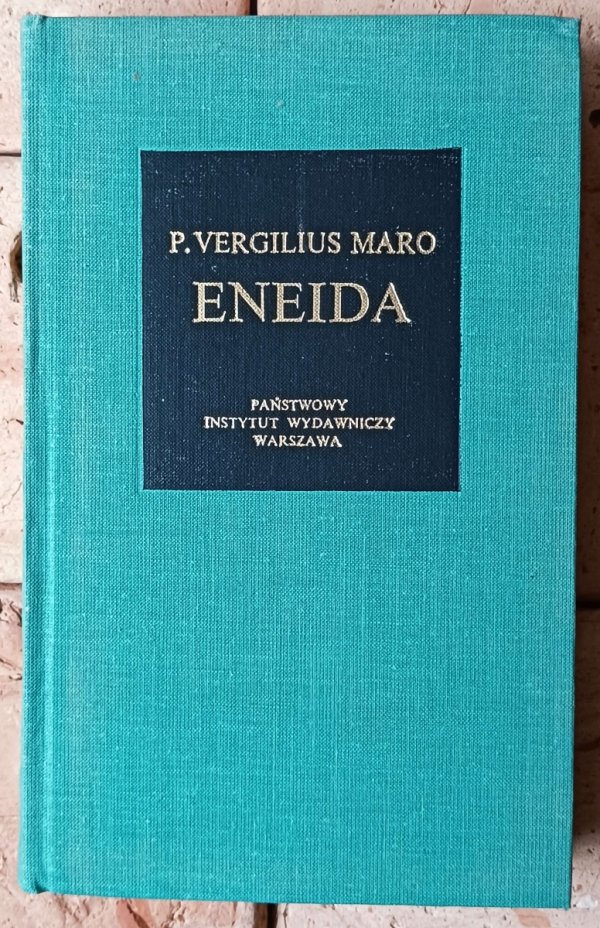 P. VERGILIUS MARO
ENEIDA
PAŃSTWOWY
INSTYTUT WYDAWNICZY
WARSZAWA